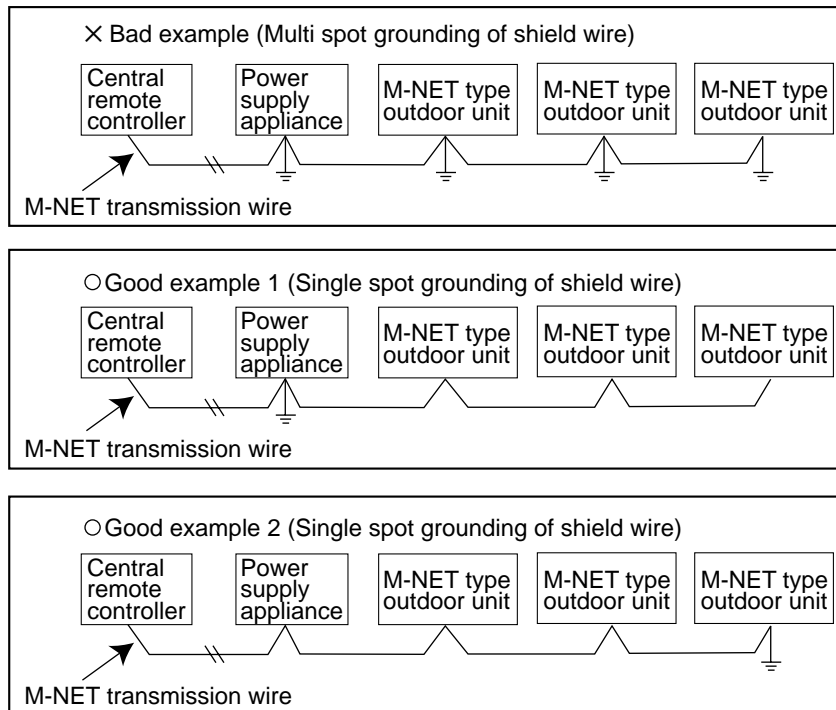 × Bad example (Multi spot grounding of shield wire)
Central remote controller
Power supply appliance
M-NET type outdoor unit
M-NET type outdoor unit
M-NET type outdoor unit
M-NET transmission wire
○ Good example 1 (Single spot grounding of shield wire)
Central remote controller
Power supply appliance
M-NET type outdoor unit
M-NET type outdoor unit
M-NET type outdoor unit
M-NET transmission wire
○ Good example 2 (Single spot grounding of shield wire)
Central remote controller
Power supply appliance
M-NET type outdoor unit
M-NET type outdoor unit
M-NET type outdoor unit
M-NET transmission wire